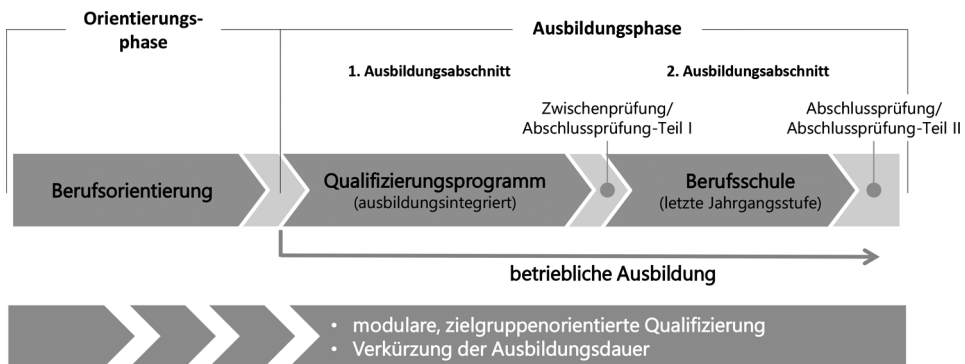 Orientierungs-
phase
Ausbildungsphase
1. Ausbildungsabschnitt
2. Ausbildungsabschnitt
Zwischenprüfung/
Abschlussprüfung-Teil I
Abschlussprüfung/
Abschlussprüfung-Teil II
Berufsorientierung
Qualifizierungsprogramm
(ausbildungsintegriert)
Berufsschule
(letzte Jahrgangsstufe)
betriebliche Ausbildung
• modulare, zielgruppenorientierte Qualifizierung
• Verkürzung der Ausbildungsdauer